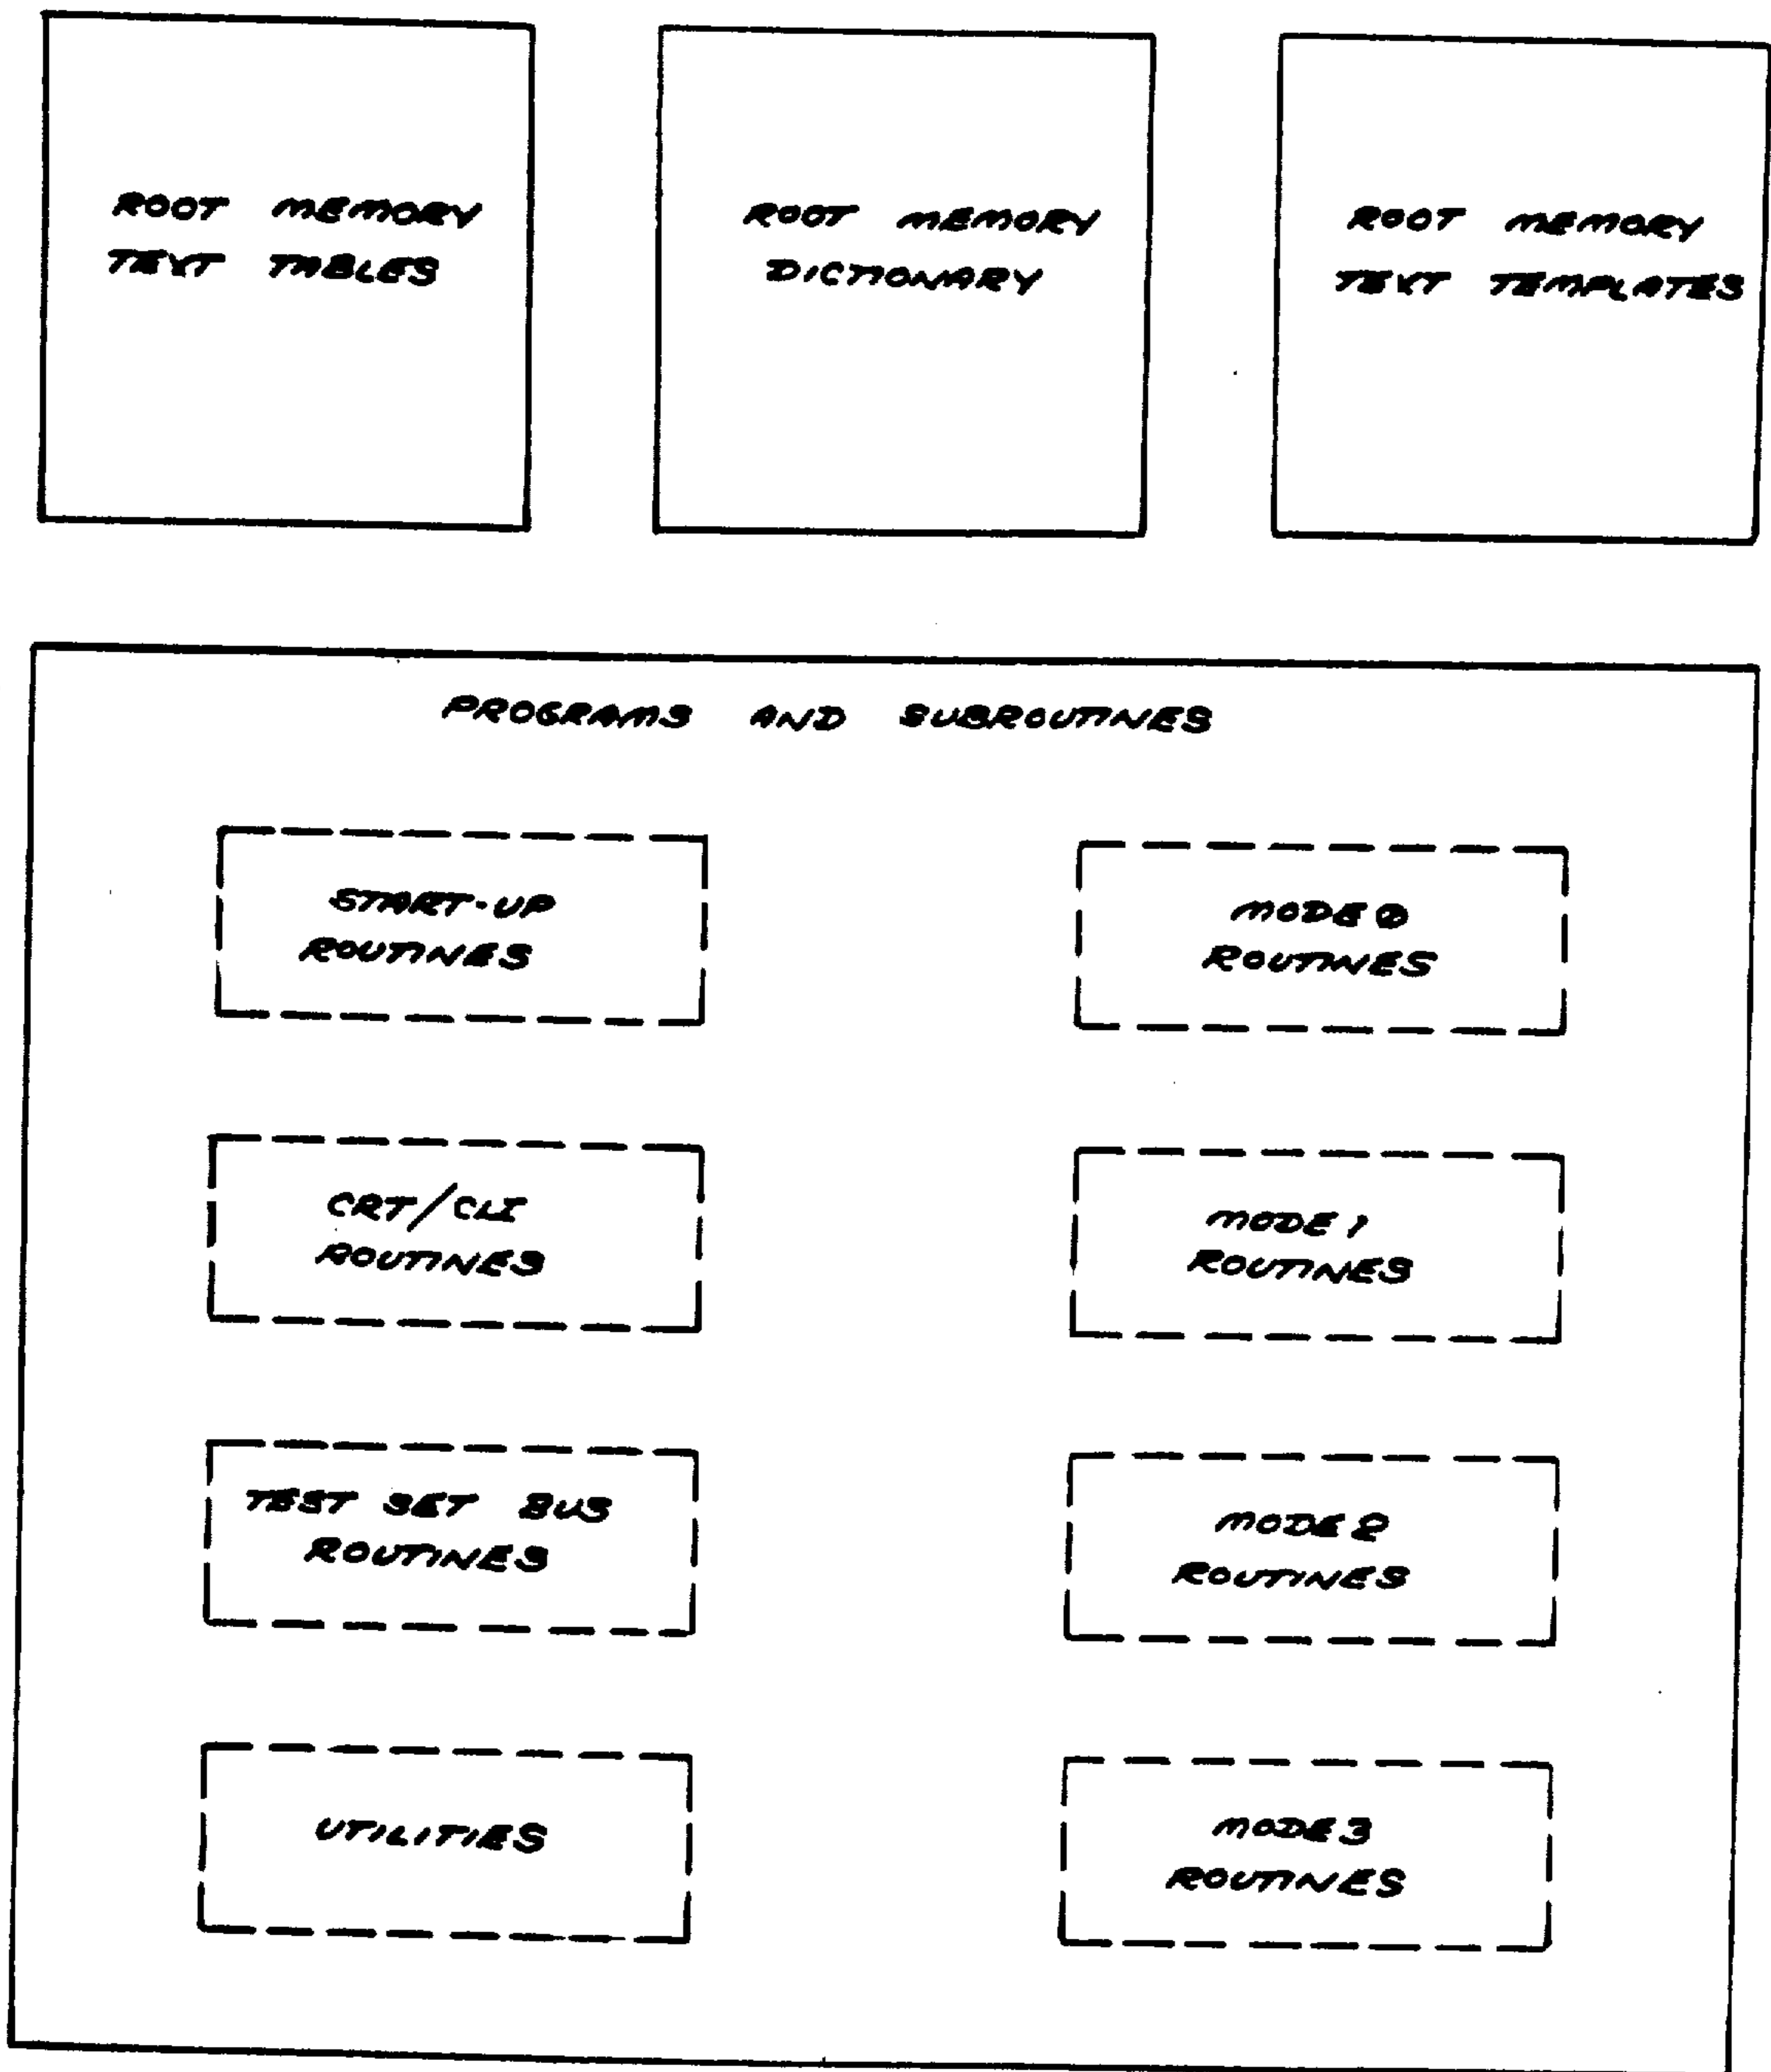 ROOT MEMORY
TEXT TABLES
ROOT MEMORY
DICTIONARY
ROOT MEMORY
TEXT TEMPLATES
PROGRAMS AND SUBROUTINES
START-UP
ROUTINES
MODE 0
ROUTINES
CRT/CLI
ROUTINES
MODE 1
ROUTINES
TEST SET BUS
ROUTINES
MODE 2
ROUTINES
UTILITIES
MODE 3
ROUTINES